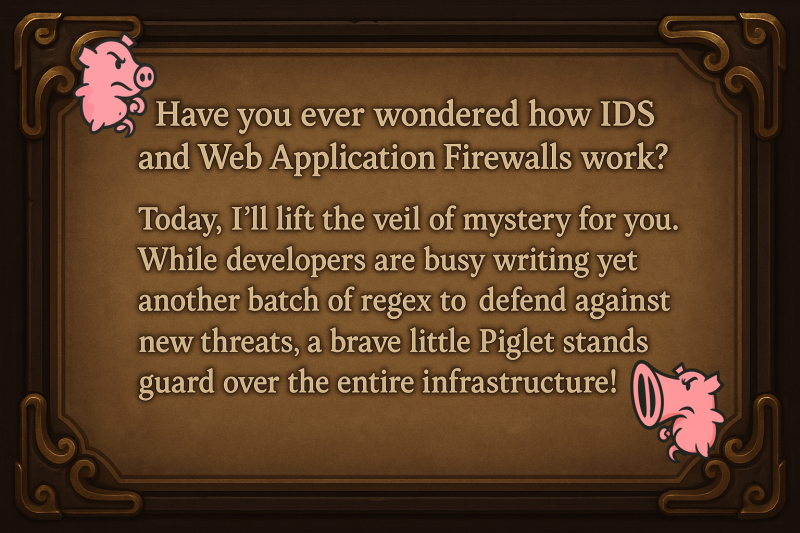 Have you ever wondered how IDS
and Web Application Firewalls work?
Today, I'll lift the veil of mystery for you.
While developers are busy writing yet
another batch of regex to defend against
new threats, a brave little Piglet stands
guard over the entire infrastructure!